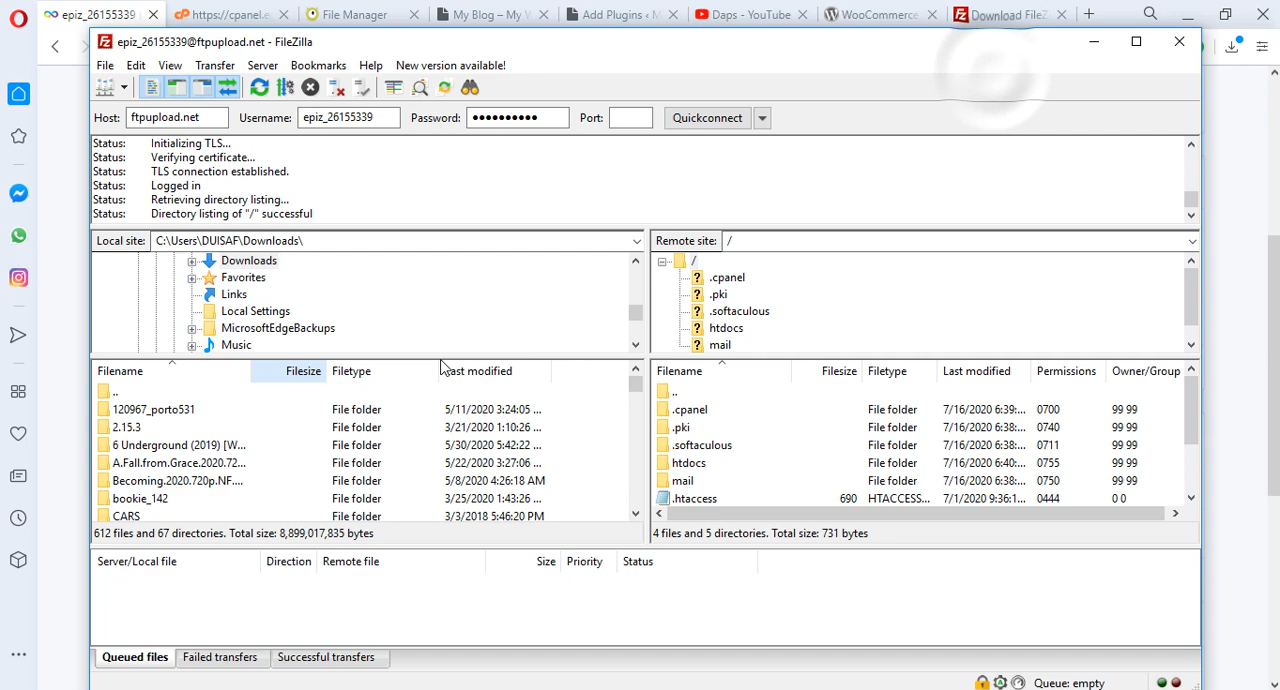 epiz_26155339
https://cpanel.e
File Manager
My Blog – My W
Add Plugins ‹ M
Daps - YouTube
WooCommerce
Download FileZ
epiz_26155339@ftpupload.net - FileZilla
File Edit View Transfer Server Bookmarks Help New version available!
Host: ftpupload.net Username: epiz_26155339 Password: ●●●●●●●●●● Port: Quickconnect
Status: Initializing TLS...
Status: Verifying certificate...
Status: TLS connection established.
Status: Logged in
Status: Retrieving directory listing...
Status: Directory listing of "/" successful
Local site: C:\Users\DUISAF\Downloads\
Downloads
Favorites
Links
Local Settings
MicrosoftEdgeBackups
Music
Remote site: /
/
.cpanel
.pki
.softaculous
htdocs
mail
Filename Filesize Filetype Last modified
..
120967_porto531 File folder 5/11/2020 3:24:05 ...
2.15.3 File folder 3/21/2020 1:10:26 ...
6 Underground (2019) [W... File folder 5/30/2020 5:42:22 ...
A.Fall.from.Grace.2020.72... File folder 5/22/2020 3:27:06 ...
Becoming.2020.720p.NF.... File folder 5/8/2020 4:26:18 AM
bookie_142 File folder 3/25/2020 1:43:26 ...
CARS File folder 3/3/2018 5:46:20 PM
612 files and 67 directories. Total size: 8,899,017,835 bytes
Filename Filesize Filetype Last modified Permissions Owner/Group
..
.cpanel File folder 7/16/2020 6:39:... 0700 99 99
.pki File folder 7/16/2020 6:38:... 0740 99 99
.softaculous File folder 7/16/2020 6:38:... 0711 99 99
htdocs File folder 7/16/2020 6:40:... 0755 99 99
mail File folder 7/16/2020 6:38:... 0750 99 99
.htaccess 690 HTACCESS... 7/1/2020 9:36:1... 0444 0 0
4 files and 5 directories. Total size: 731 bytes
Server/Local file Direction Remote file Size Priority Status
Queued files Failed transfers Successful transfers
Queue: empty